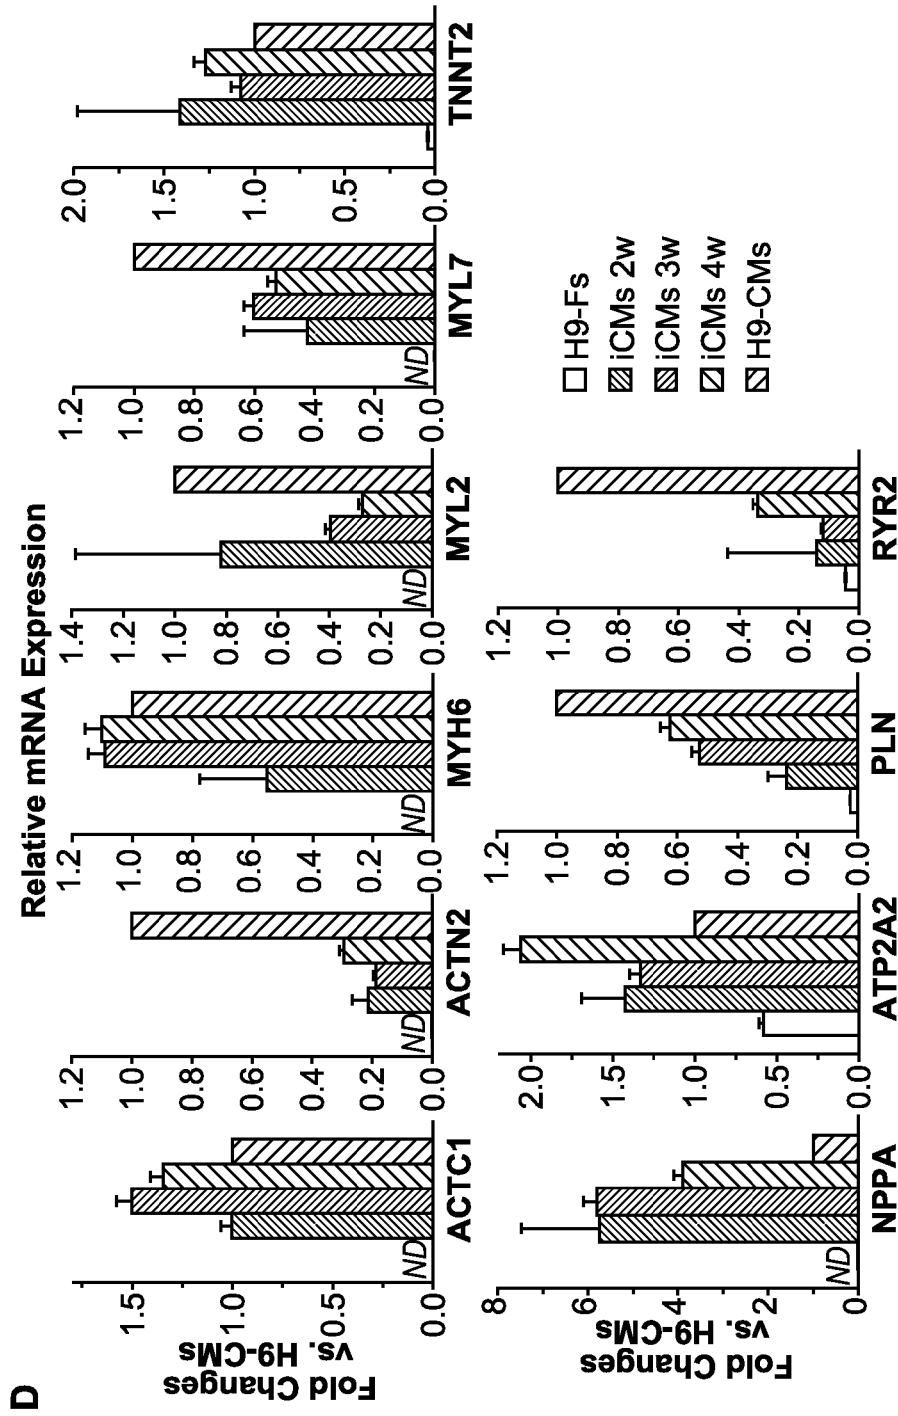 D
Relative mRNA Expression
Fold Changes
vs. H9-CMs
1.5
1.0
0.5
0.0
ND
ACTC1
1.2
1.0
0.8
0.6
0.4
0.2
0.0
ND
ACTN2
1.2
1.0
0.8
0.6
0.4
0.2
0.0
ND
MYH6
1.4
1.2
1.0
0.8
0.6
0.4
0.2
0.0
ND
MYL2
1.2
1.0
0.8
0.6
0.4
0.2
0.0
ND
MYL7
2.0
1.5
1.0
0.5
0.0
TNNT2
Fold Changes
vs. H9-CMs
8
6
4
2
0
ND
NPPA
2.0
1.5
1.0
0.5
0.0
ATP2A2
1.2
1.0
0.8
0.6
0.4
0.2
0.0
PLN
1.2
1.0
0.8
0.6
0.4
0.2
0.0
RYR2
H9-Fs
iCMs 2w
iCMs 3w
iCMs 4w
H9-CMs